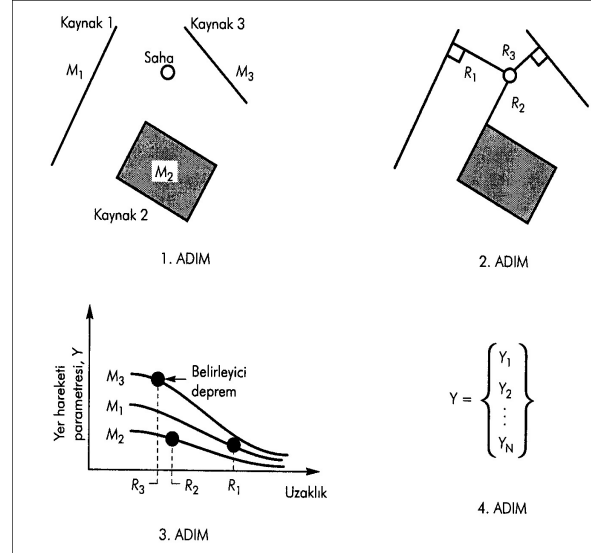 Kaynak 1
Kaynak 3
Saha
M1
M3
M2
Kaynak 2
1. ADIM
R3
R1
R2
2. ADIM
Yer hareketi
parametresi, Y
M3
Belirleyici
deprem
M1
M2
R3
R2
R1
Uzaklık
3. ADIM
Y =
Y1
Y2
⋮
YN
4. ADIM